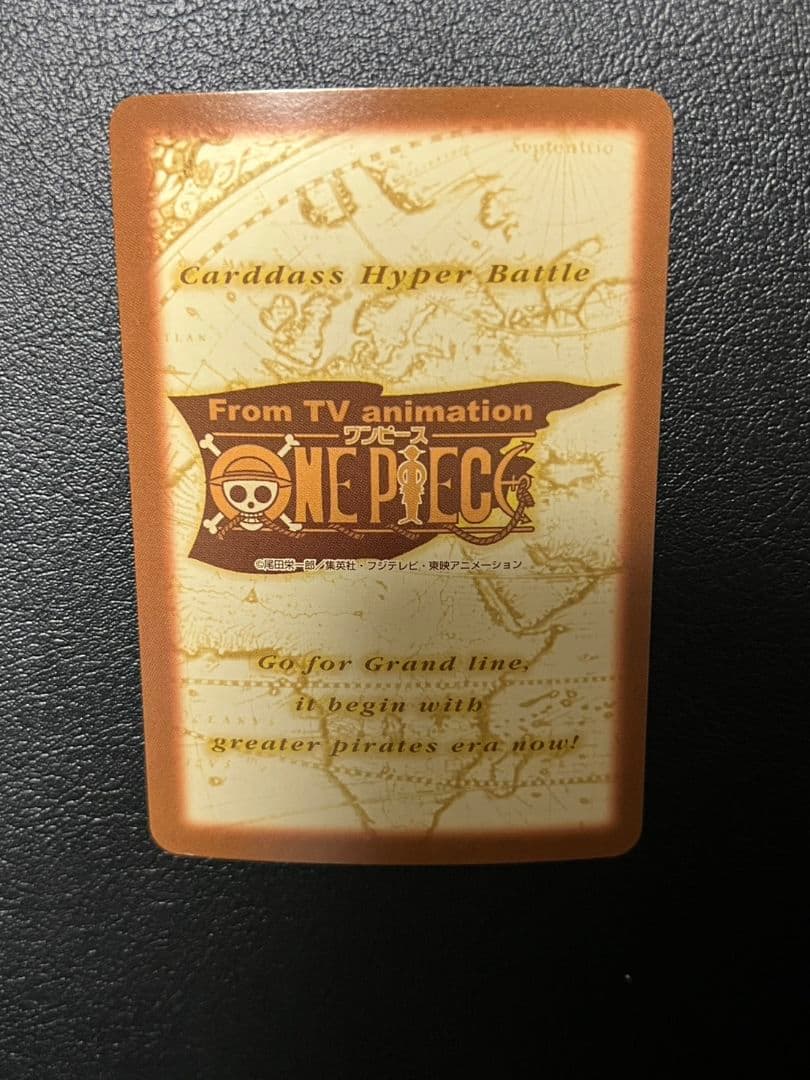 Septentrio
Carddass Hyper Battle
From TV animation
ワンピース
ONE PIECE
©尾田栄一郎／集英社・フジテレビ・東映アニメーション
Go for Grand line,
it begin with
greater pirates era now!